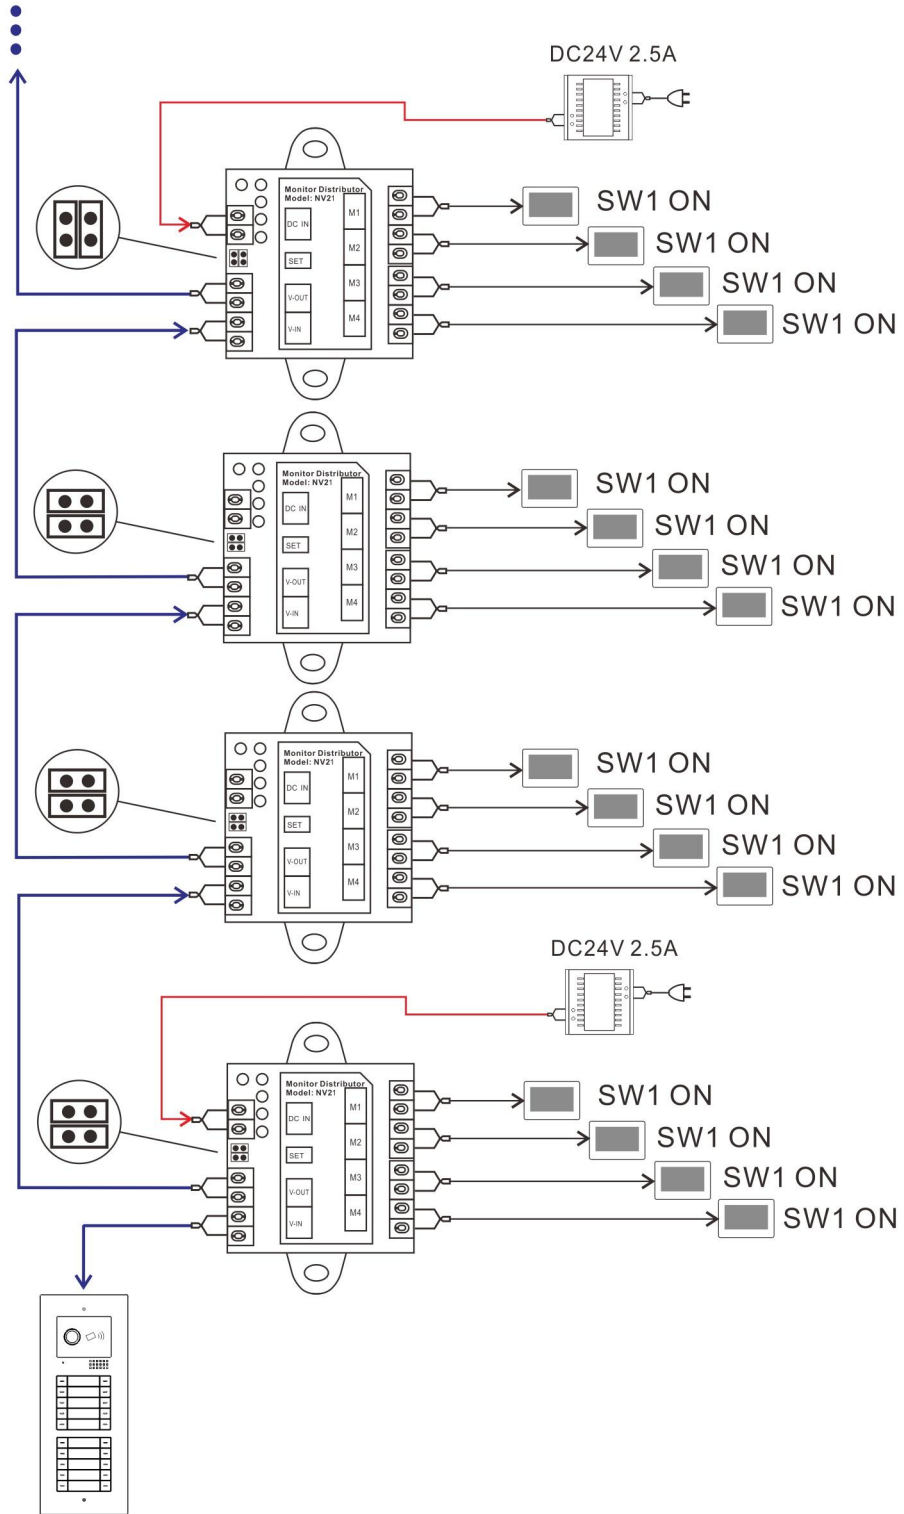 DC24V 2.5A
Monitor Distributor
Model: NV21
DC IN
SET
V-OUT
V-IN
M1
M2
M3
M4
SW1 ON
SW1 ON
SW1 ON
SW1 ON
Monitor Distributor
Model: NV21
DC IN
SET
V-OUT
V-IN
M1
M2
M3
M4
SW1 ON
SW1 ON
SW1 ON
SW1 ON
Monitor Distributor
Model: NV21
DC IN
SET
V-OUT
V-IN
M1
M2
M3
M4
SW1 ON
SW1 ON
SW1 ON
SW1 ON
DC24V 2.5A
Monitor Distributor
Model: NV21
DC IN
SET
V-OUT
V-IN
M1
M2
M3
M4
SW1 ON
SW1 ON
SW1 ON
SW1 ON